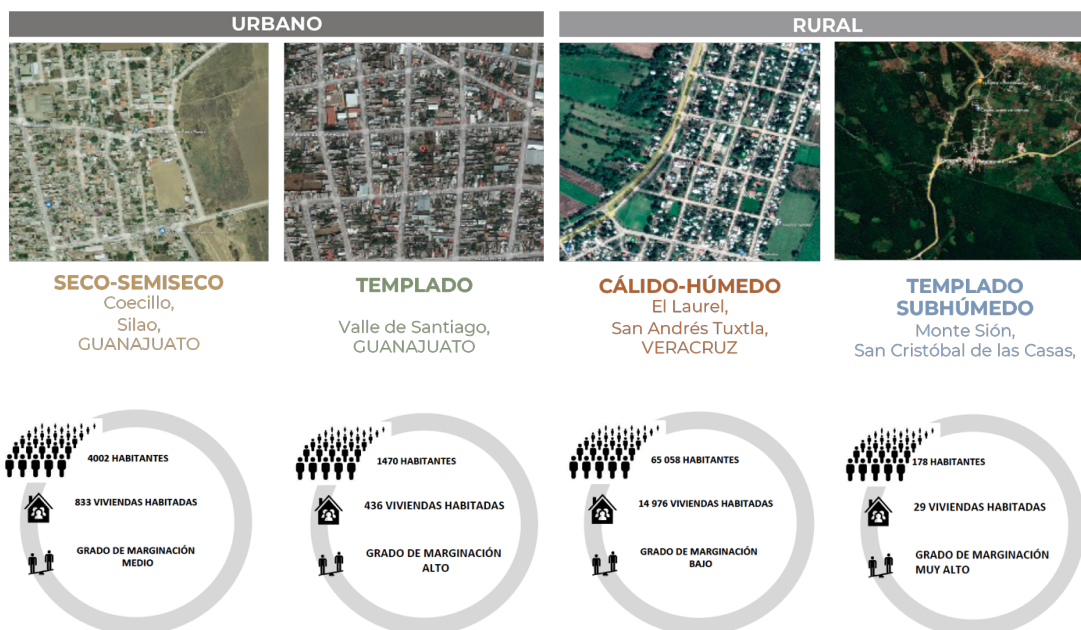 URBANO
RURAL
SECO-SEMISECO
Coecillo,
Silao,
GUANAJUATO
TEMPLADO
Valle de Santiago,
GUANAJUATO
CÁLIDO-HÚMEDO
El Laurel,
San Andrés Tuxtla,
VERACRUZ
TEMPLADO
SUBHÚMEDO
Monte Sión,
San Cristóbal de las Casas,
4002 HABITANTES
833 VIVIENDAS HABITADAS
GRADO DE MARGINACIÓN
MEDIO
1470 HABITANTES
436 VIVIENDAS HABITADAS
GRADO DE MARGINACIÓN
ALTO
65 058 HABITANTES
14 976 VIVIENDAS HABITADAS
GRADO DE MARGINACIÓN
BAJO
178 HABITANTES
29 VIVIENDAS HABITADAS
GRADO DE MARGINACIÓN
MUY ALTO